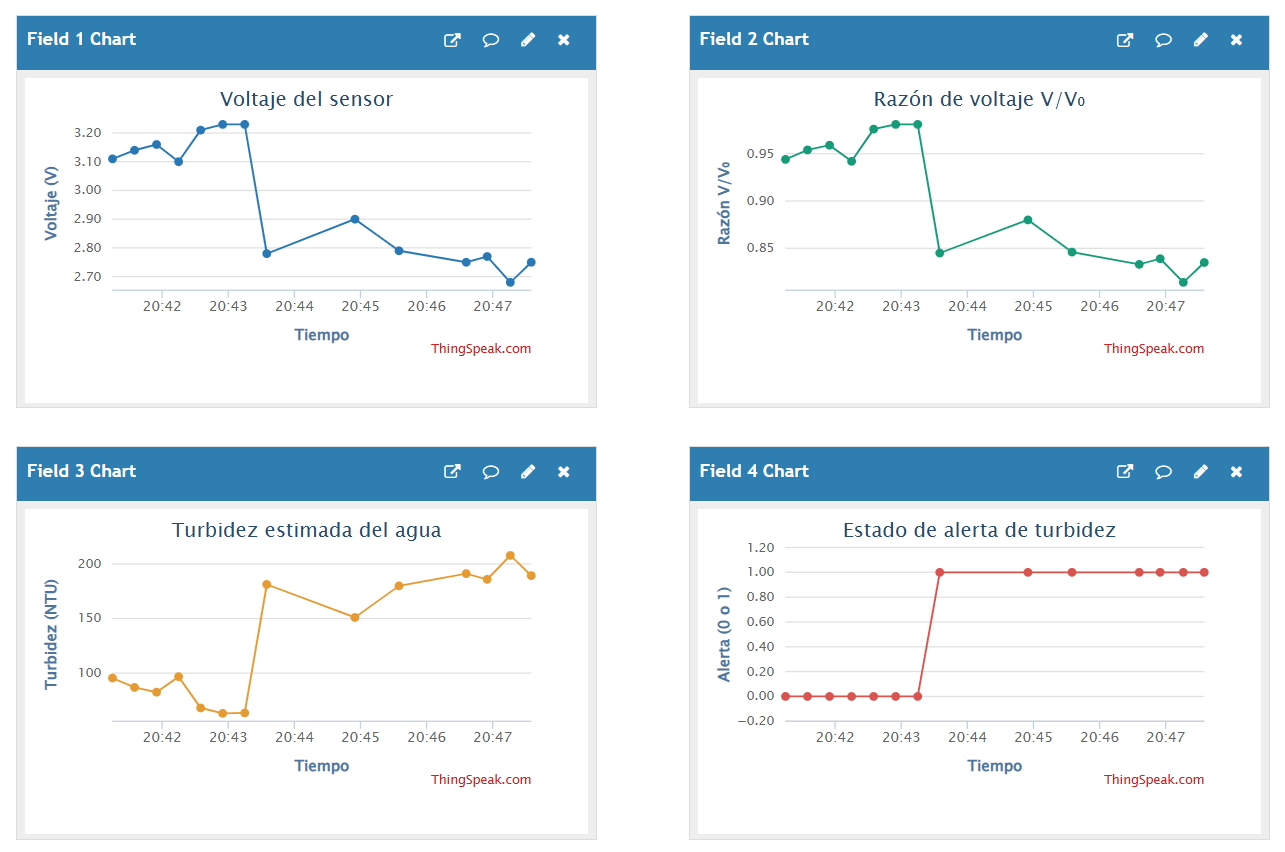 Field 1 Chart
Voltaje del sensor
Voltaje (V)
3.20
3.10
3.00
2.90
2.80
2.70
20:42 20:43 20:44 20:45 20:46 20:47
Tiempo
ThingSpeak.com
Field 2 Chart
Razón de voltaje V/V₀
Razón V/V₀
0.95
0.90
0.85
20:42 20:43 20:44 20:45 20:46 20:47
Tiempo
ThingSpeak.com
Field 3 Chart
Turbidez estimada del agua
Turbidez (NTU)
200
150
100
20:42 20:43 20:44 20:45 20:46 20:47
Tiempo
ThingSpeak.com
Field 4 Chart
Estado de alerta de turbidez
Alerta (0 o 1)
1.20
1.00
0.80
0.60
0.40
0.20
0.00
−0.20
20:42 20:43 20:44 20:45 20:46 20:47
Tiempo
ThingSpeak.com